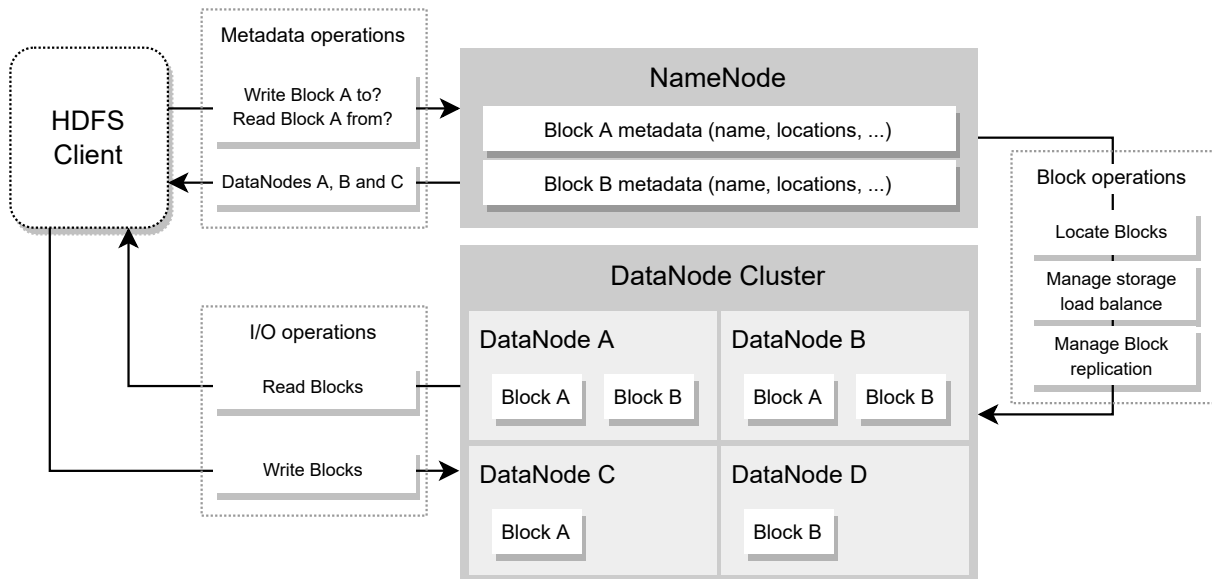 Metadata operations
HDFS
Client
Write Block A to?
Read Block A from?
DataNodes A, B and C
NameNode
Block A metadata (name, locations, ...)
Block B metadata (name, locations, ...)
Block operations
Locate Blocks
Manage storage
load balance
Manage Block
replication
I/O operations
Read Blocks
Write Blocks
DataNode Cluster
DataNode A
Block A
Block B
DataNode B
Block A
Block B
DataNode C
Block A
DataNode D
Block B